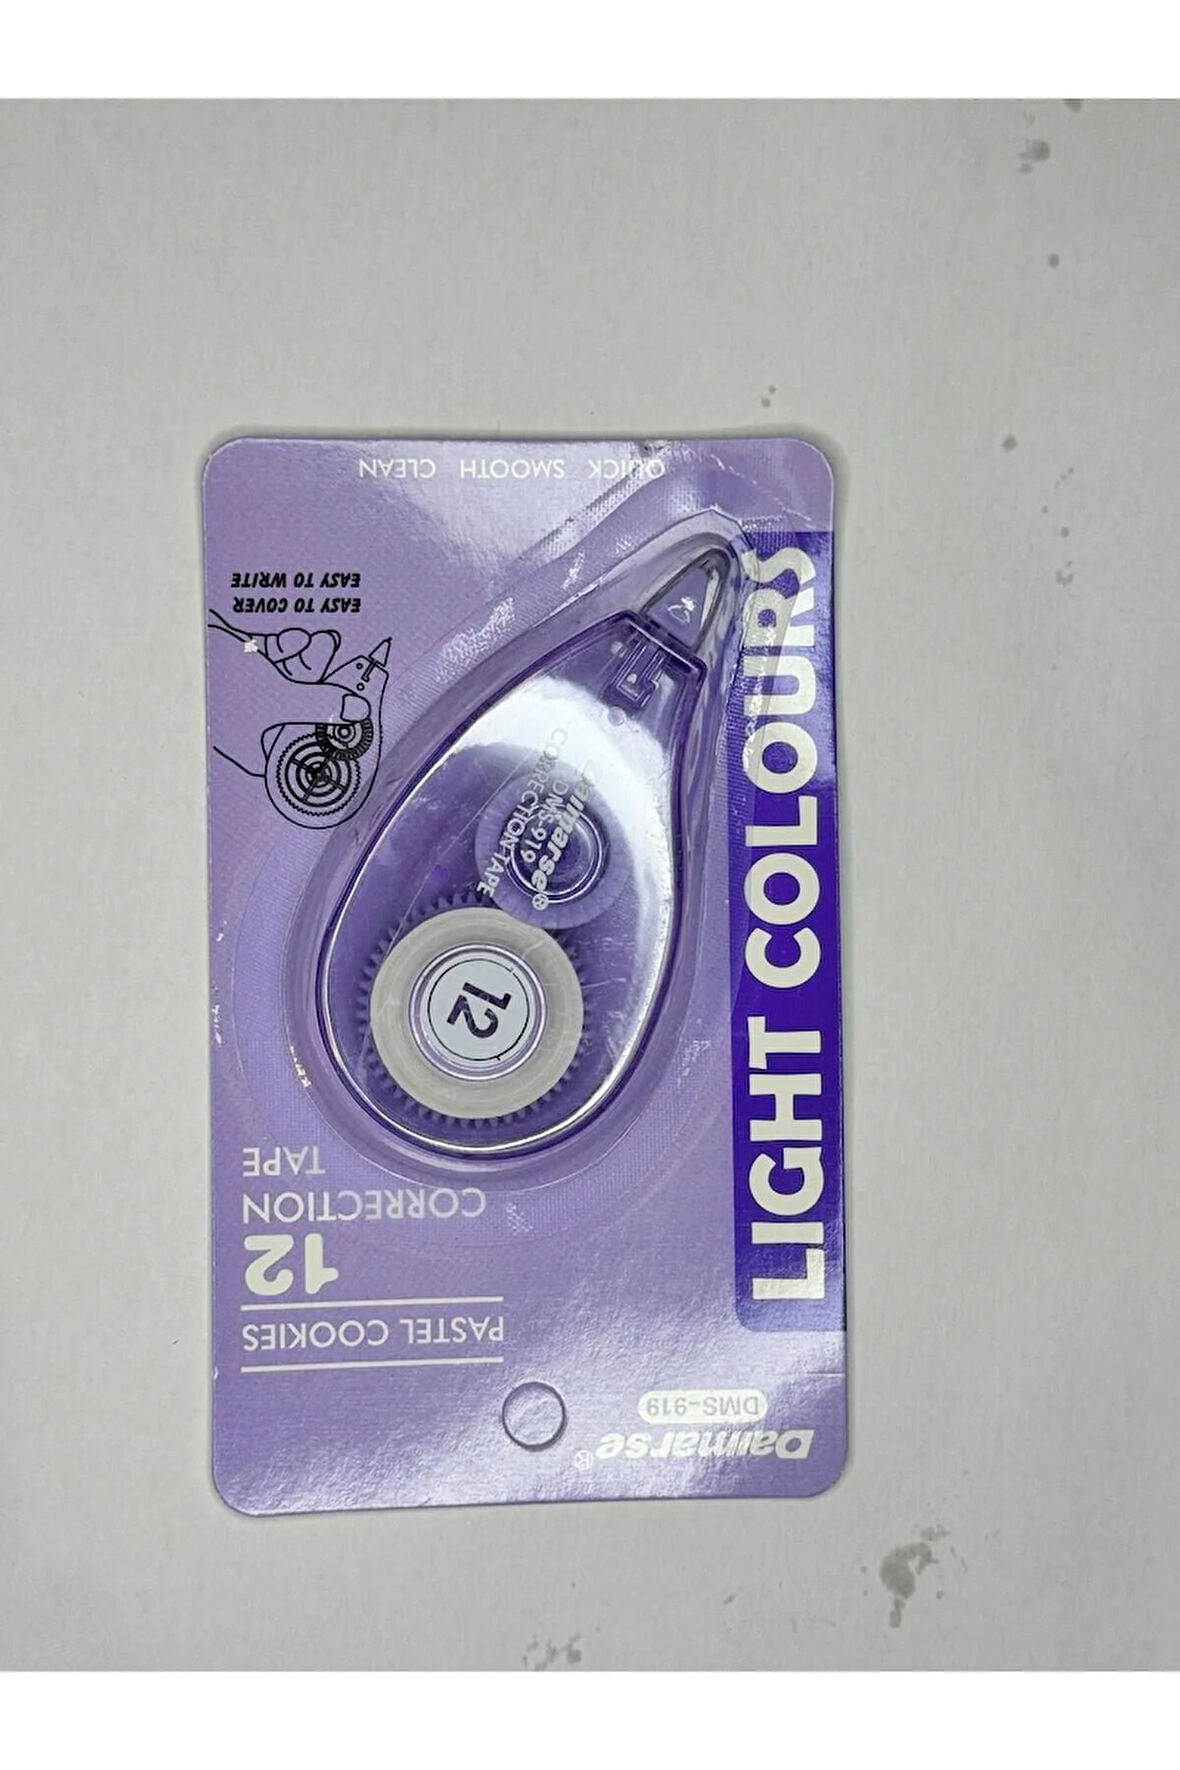 Daimarse®
DMS-919
PASTEL COOKIES
12
CORRECTION
TAPE
LIGHT COLOURS
12
Daimarse®
DMS-919
CORRECTION TAPE
EASY TO COVER
EASY TO WRITE
QUICK SMOOTH CLEAN